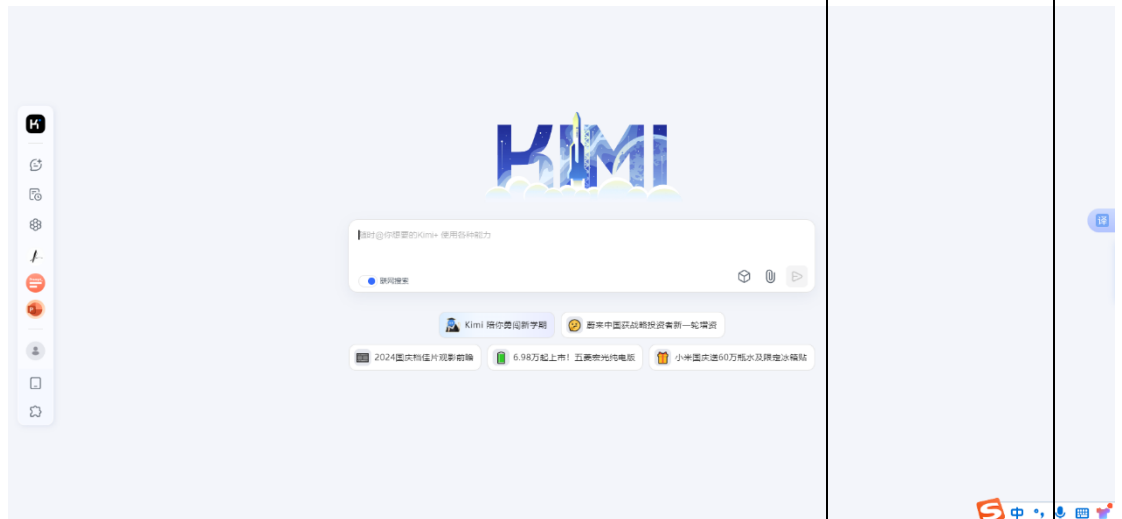 KIMI
随时@你想要的Kimi+ 使用各种能力
联网搜索
Kimi 陪你勇闯新学期
蔚来中国获战略投资者新一轮增资
2024国庆档佳片观影前瞻
6.98万起上市！五菱宏光纯电版
小米国庆送60万瓶水及限定冰箱贴
译
中